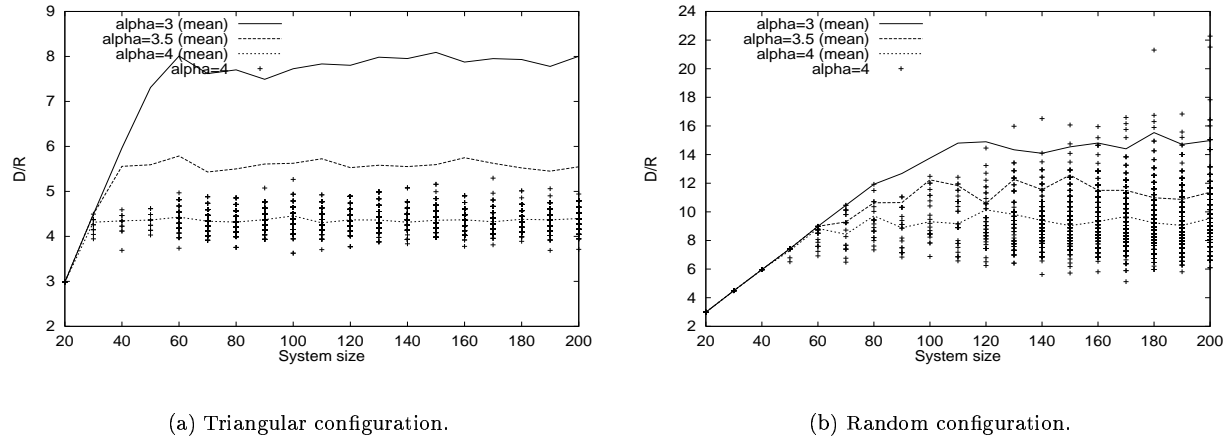 9
8
7
6
5
4
3
2
D/R
alpha=3 (mean)
alpha=3.5 (mean)
alpha=4 (mean)
alpha=4
20 40 60 80 100 120 140 160 180 200
System size
(a) Triangular configuration.
24
22
20
18
16
14
12
10
8
6
4
2
D/R
alpha=3 (mean)
alpha=3.5 (mean)
alpha=4 (mean)
alpha=4
20 40 60 80 100 120 140 160 180 200
System size
(b) Random configuration.